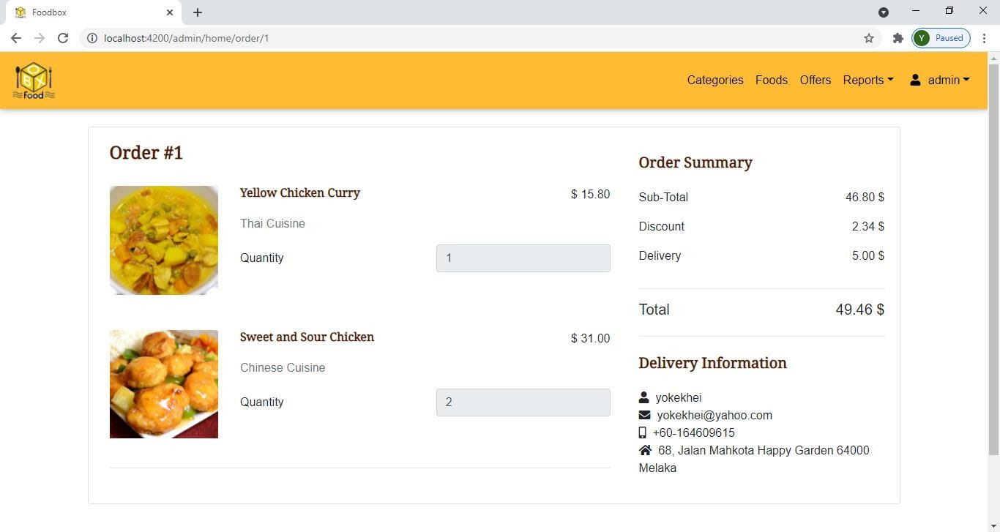 Foodbox
localhost:4200/admin/home/order/1
Y Paused
O B X
Food
Categories Foods Offers Reports admin
Order #1
Yellow Chicken Curry $ 15.80
Thai Cuisine
Quantity 1
Sweet and Sour Chicken $ 31.00
Chinese Cuisine
Quantity 2
Order Summary
Sub-Total 46.80 $
Discount 2.34 $
Delivery 5.00 $
Total 49.46 $
Delivery Information
yokekhei
yokekhei@yahoo.com
+60-164609615
68, Jalan Mahkota Happy Garden 64000
Melaka